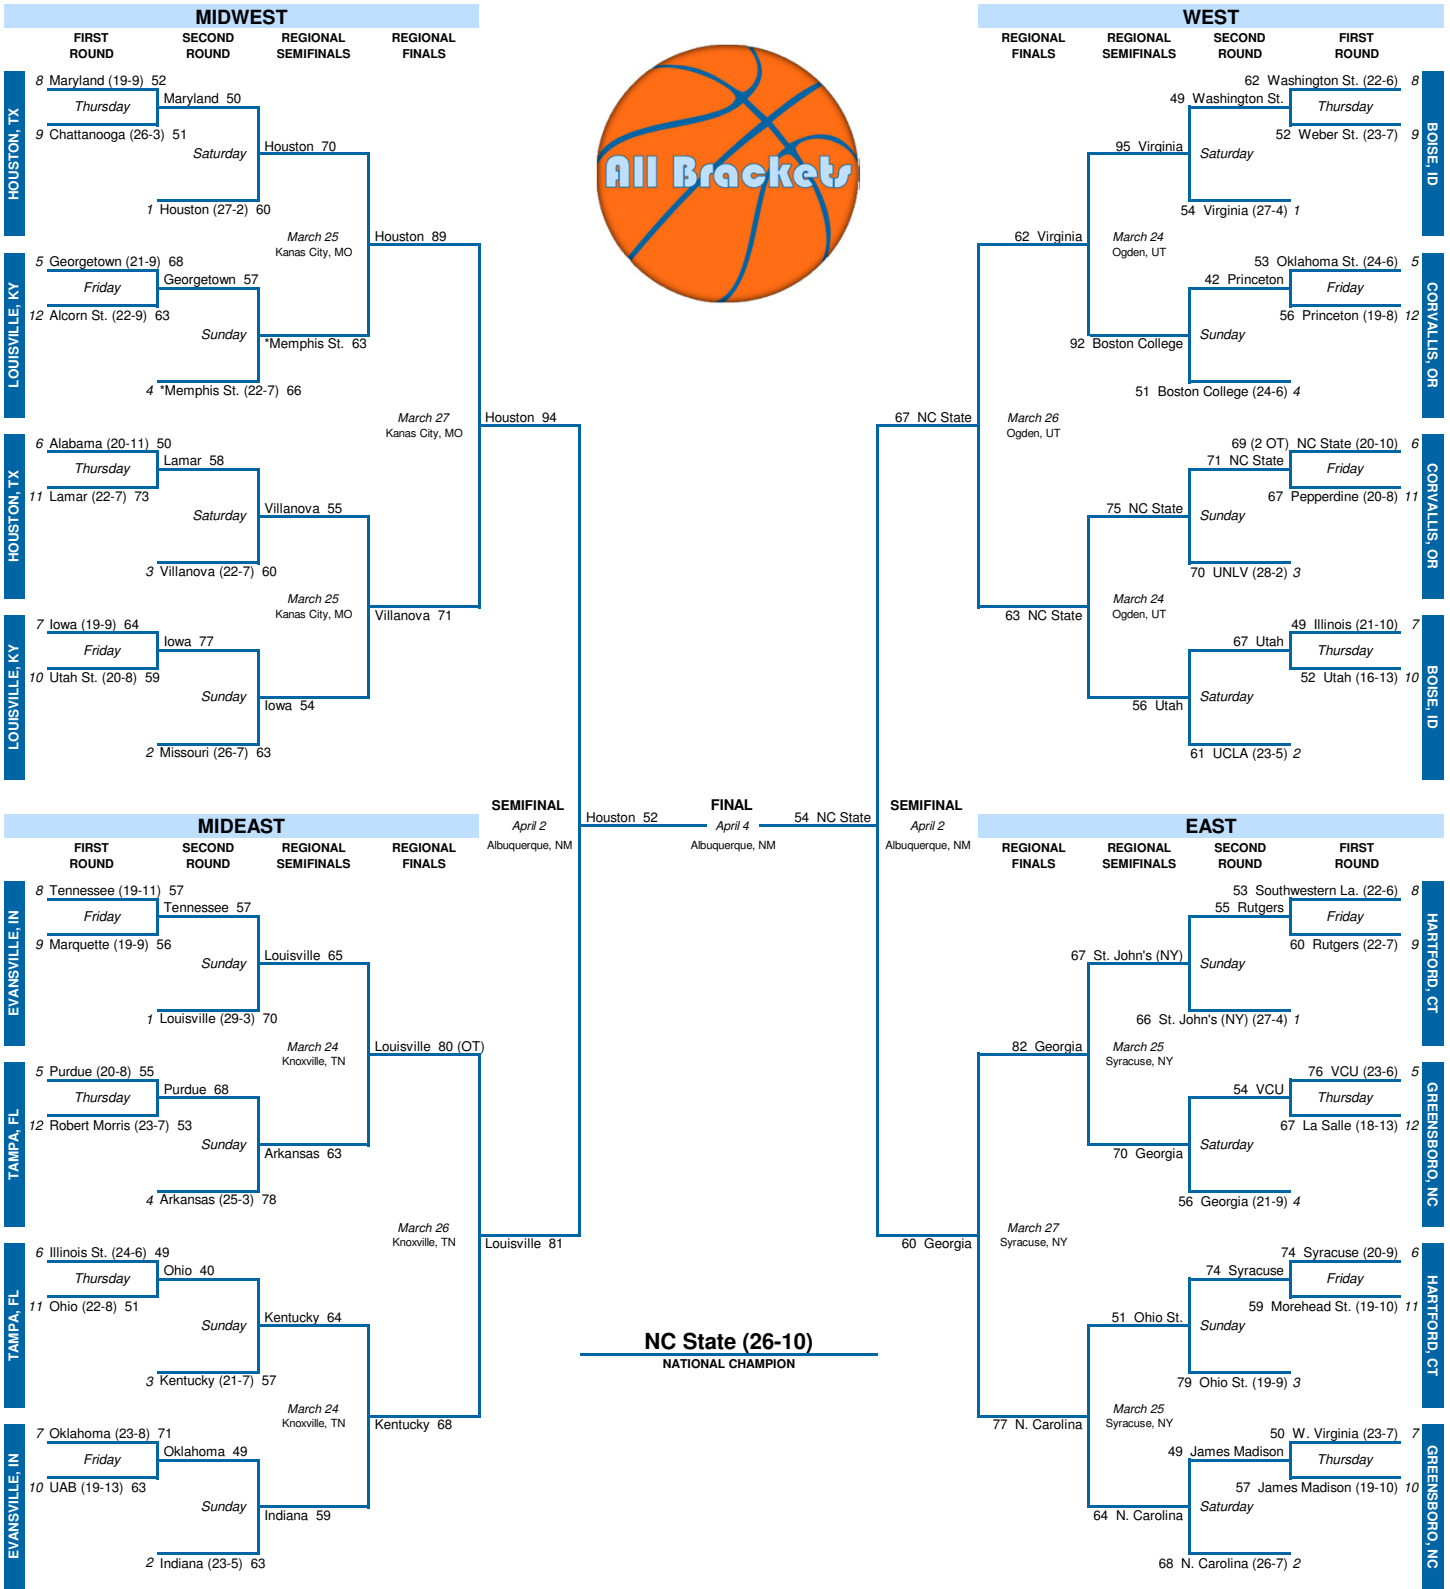 MIDWEST
FIRST ROUND
SECOND ROUND
REGIONAL SEMIFINALS
REGIONAL FINALS
HOUSTON, TX
8 Maryland (19-9) 52
Thursday
Maryland 50
9 Chattanooga (26-3) 51
Saturday
Houston 70
1 Houston (27-2) 60
March 25
Kanas City, MO
Houston 89
LOUISVILLE, KY
5 Georgetown (21-9) 68
Friday
Georgetown 57
12 Alcorn St. (22-9) 63
Sunday
*Memphis St. 63
4 *Memphis St. (22-7) 66
March 27
Kanas City, MO
Houston 94
HOUSTON, TX
6 Alabama (20-11) 50
Thursday
Lamar 58
11 Lamar (22-7) 73
Saturday
Villanova 55
3 Villanova (22-7) 60
March 25
Kanas City, MO
Villanova 71
LOUISVILLE, KY
7 Iowa (19-9) 64
Friday
Iowa 77
10 Utah St. (20-8) 59
Sunday
Iowa 54
2 Missouri (26-7) 63
All Brackets
WEST
REGIONAL FINALS
REGIONAL SEMIFINALS
SECOND ROUND
FIRST ROUND
BOISE, ID
62 Washington St. (22-6) 8
49 Washington St.
Thursday
52 Weber St. (23-7) 9
95 Virginia
Saturday
54 Virginia (27-4) 1
62 Virginia
March 24
Ogden, UT
CORVALLIS, OR
53 Oklahoma St. (24-6) 5
42 Princeton
Friday
56 Princeton (19-8) 12
92 Boston College
Sunday
51 Boston College (24-6) 4
67 NC State
March 26
Ogden, UT
CORVALLIS, OR
69 (2 OT) NC State (20-10) 6
71 NC State
Friday
67 Pepperdine (20-8) 11
75 NC State
Sunday
70 UNLV (28-2) 3
63 NC State
March 24
Ogden, UT
BOISE, ID
49 Illinois (21-10) 7
67 Utah
Thursday
52 Utah (16-13) 10
56 Utah
Saturday
61 UCLA (23-5) 2
SEMIFINAL
April 2
Albuquerque, NM
Houston 52
FINAL
April 4
Albuquerque, NM
54 NC State
SEMIFINAL
April 2
Albuquerque, NM
MIDEAST
FIRST ROUND
SECOND ROUND
REGIONAL SEMIFINALS
REGIONAL FINALS
EVANSVILLE, IN
8 Tennessee (19-11) 57
Friday
Tennessee 57
9 Marquette (19-9) 56
Sunday
Louisville 65
1 Louisville (29-3) 70
March 24
Knoxville, TN
Louisville 80 (OT)
TAMPA, FL
5 Purdue (20-8) 55
Thursday
Purdue 68
12 Robert Morris (23-7) 53
Sunday
Arkansas 63
4 Arkansas (25-3) 78
March 26
Knoxville, TN
Louisville 81
TAMPA, FL
6 Illinois St. (24-6) 49
Thursday
Ohio 40
11 Ohio (22-8) 51
Sunday
Kentucky 64
3 Kentucky (21-7) 57
March 24
Knoxville, TN
Kentucky 68
EVANSVILLE, IN
7 Oklahoma (23-8) 71
Friday
Oklahoma 49
10 UAB (19-13) 63
Sunday
Indiana 59
2 Indiana (23-5) 63
EAST
REGIONAL FINALS
REGIONAL SEMIFINALS
SECOND ROUND
FIRST ROUND
HARTFORD, CT
53 Southwestern La. (22-6) 8
55 Rutgers
Friday
60 Rutgers (22-7) 9
67 St. John's (NY)
Sunday
66 St. John's (NY) (27-4) 1
82 Georgia
March 25
Syracuse, NY
GREENSBORO, NC
76 VCU (23-6) 5
54 VCU
Thursday
67 La Salle (18-13) 12
70 Georgia
Saturday
56 Georgia (21-9) 4
60 Georgia
March 27
Syracuse, NY
HARTFORD, CT
74 Syracuse (20-9) 6
74 Syracuse
Friday
59 Morehead St. (19-10) 11
51 Ohio St.
Sunday
79 Ohio St. (19-9) 3
77 N. Carolina
March 25
Syracuse, NY
GREENSBORO, NC
50 W. Virginia (23-7) 7
49 James Madison
Thursday
57 James Madison (19-10) 10
64 N. Carolina
Saturday
68 N. Carolina (26-7) 2
NC State (26-10)
NATIONAL CHAMPION